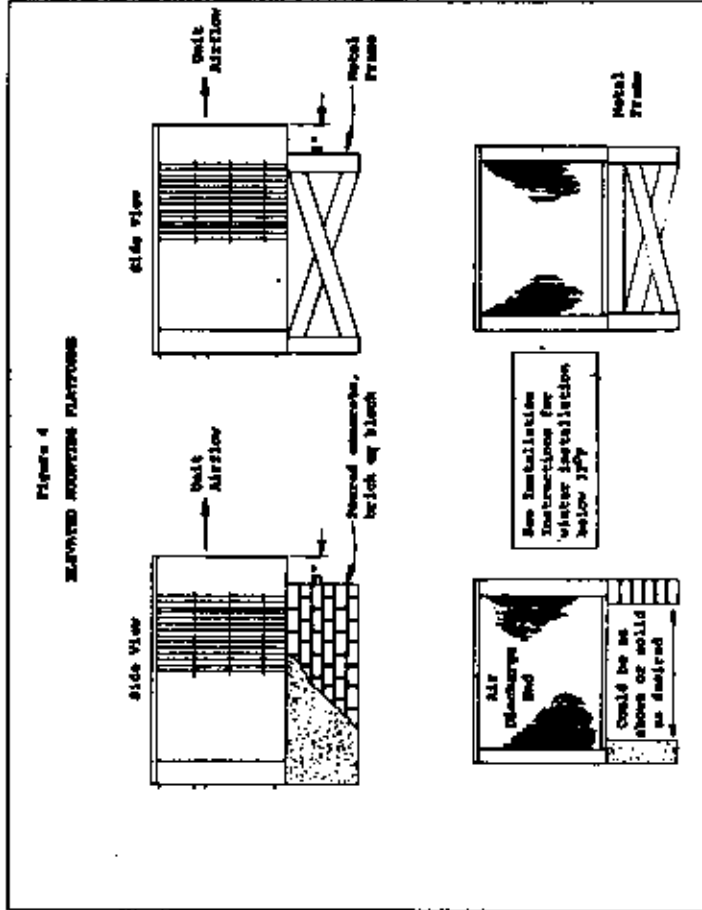 Figure 4
ELEVATED MOUNTING PLATFORMS
Side View
Unit
Airflow
Poured concrete,
brick or block
Side View
Unit
Airflow
Metal
Frame
Air
Discharge
End
Could be as
shown or solid
as desired
See Installation
Instructions for
winter installation
below
Metal
Frame